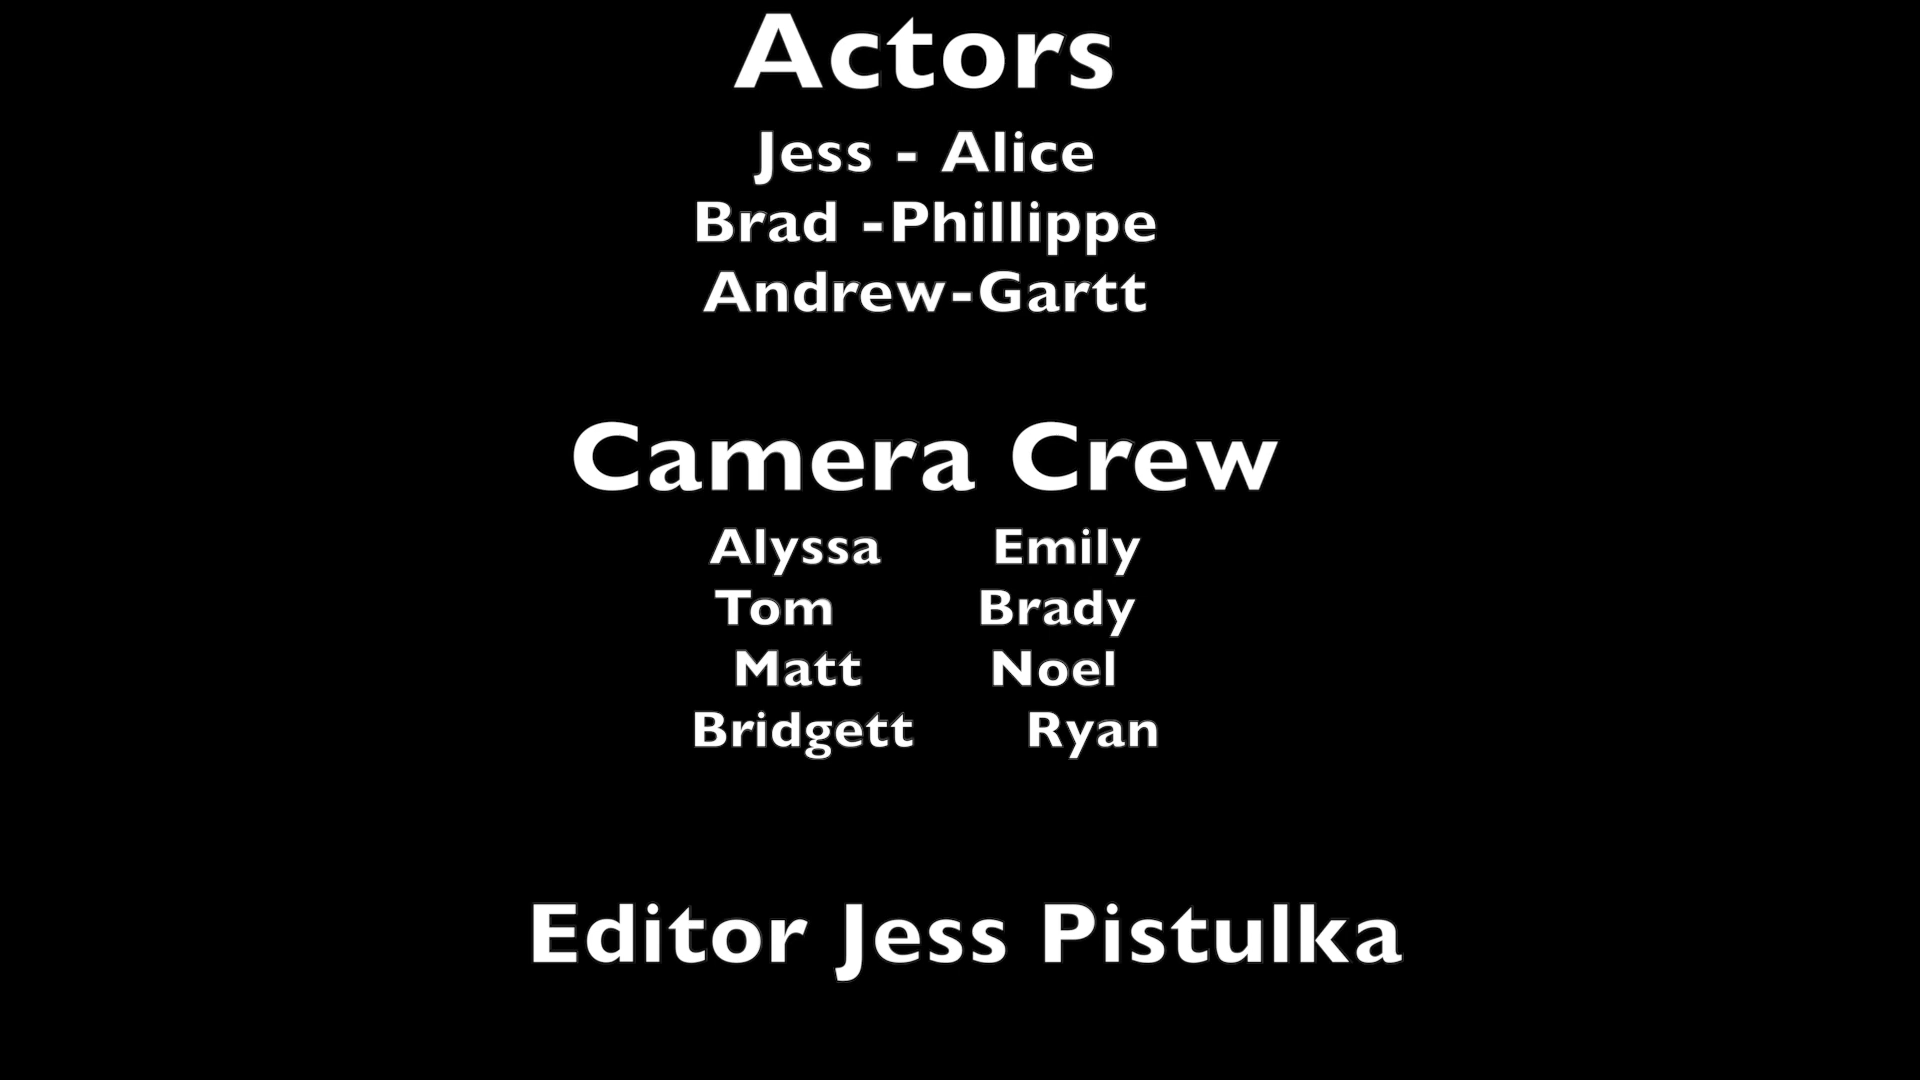 Actors
Jess - Alice
Brad -Phillippe
Andrew-Gartt
Camera Crew
Alyssa Emily
Tom Brady
Matt Noel
Bridgett Ryan
Editor Jess Pistulka